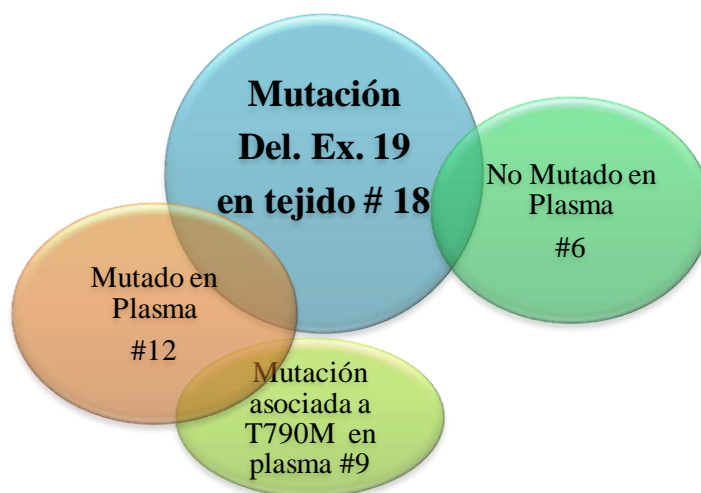 Mutación
Del. Ex. 19
en tejido # 18
No Mutado en
Plasma
#6
Mutado en
Plasma
#12
Mutación
asociada a
T790M en
plasma #9